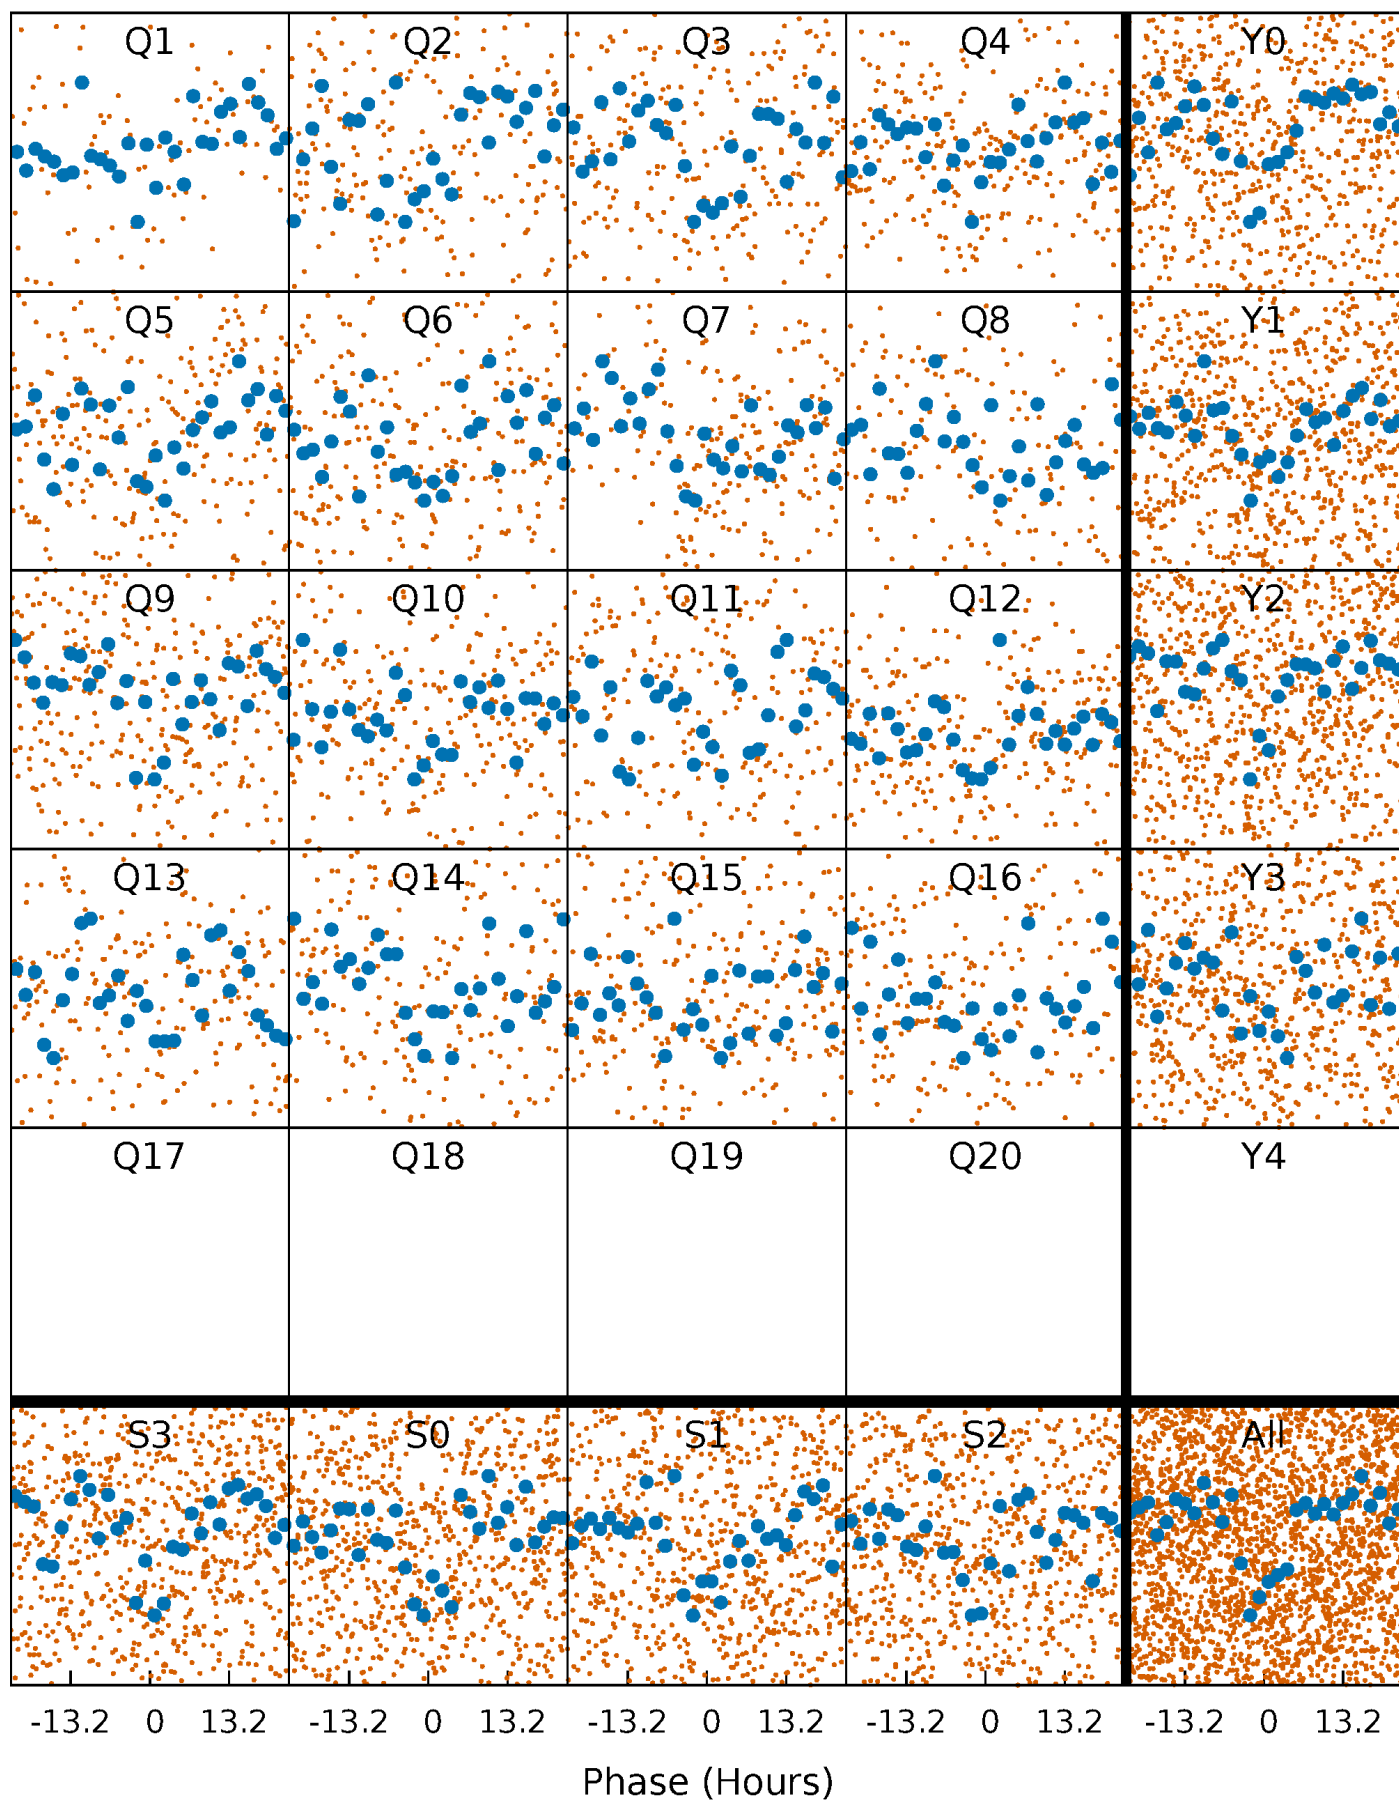 Q1 Q2 Q3 Q4 Y0
Q5 Q6 Q7 Q8 Y1
Q9 Q10 Q11 Q12 Y2
Q13 Q14 Q15 Q16 Y3
Q17 Q18 Q19 Q20 Y4
S3 S0 S1 S2 All
-13.2 0 13.2 -13.2 0 13.2 -13.2 0 13.2 -13.2 0 13.2 -13.2 0 13.2
Phase (Hours)